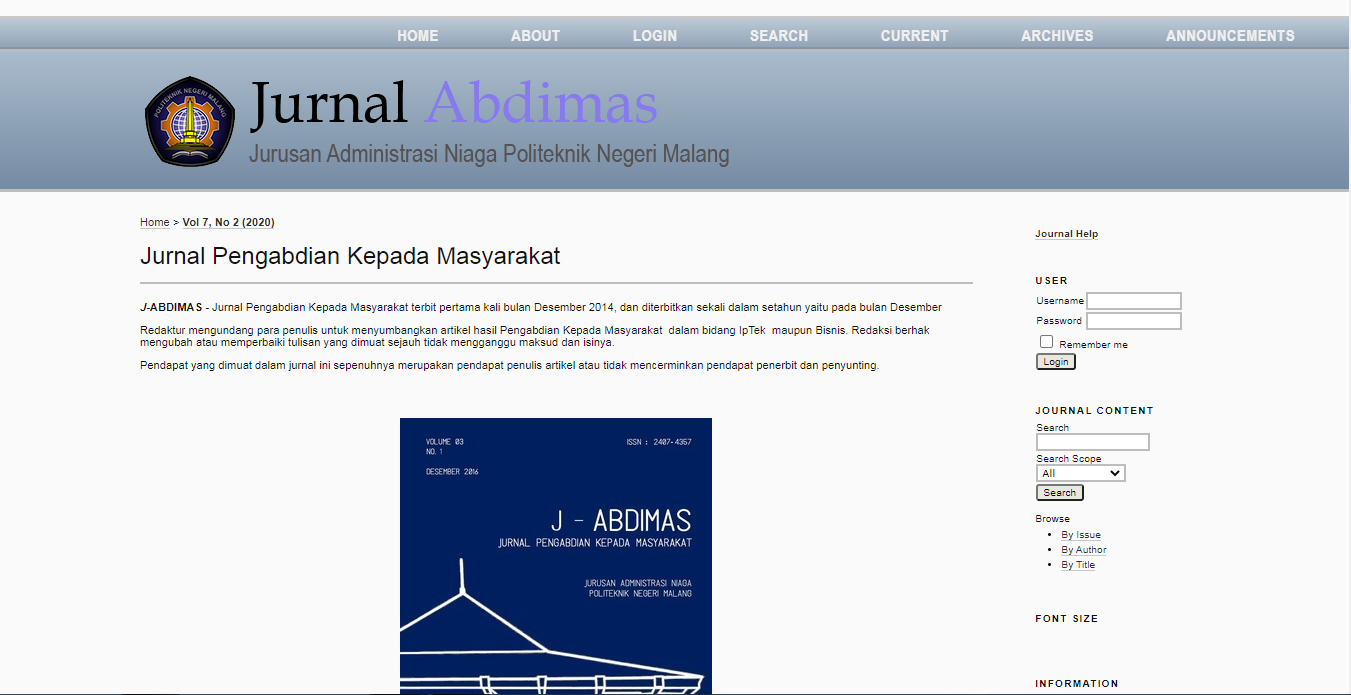 HOME ABOUT LOGIN SEARCH CURRENT ARCHIVES ANNOUNCEMENTS
POLITEKNIK NEGERI MALANG
Jurnal Abdimas
Jurusan Administrasi Niaga Politeknik Negeri Malang
Home > Vol 7, No 2 (2020)
Jurnal Pengabdian Kepada Masyarakat
J-ABDIMAS - Jurnal Pengabdian Kepada Masyarakat terbit pertama kali bulan Desember 2014, dan diterbitkan sekali dalam setahun yaitu pada bulan Desember
Redaktur mengundang para penulis untuk menyumbangkan artikel hasil Pengabdian Kepada Masyarakat dalam bidang IpTek maupun Bisnis. Redaksi berhak
mengubah atau memperbaiki tulisan yang dimuat sejauh tidak mengganggu maksud dan isinya.
Pendapat yang dimuat dalam jurnal ini sepenuhnya merupakan pendapat penulis artikel atau tidak mencerminkan pendapat penerbit dan penyunting.
VOLUME 03 ISSN : 2407-4357
NO. 1
DESEMBER 2016
J - ABDIMAS
JURNAL PENGABDIAN KEPADA MASYARAKAT
JURUSAN ADMINISTRASI NIAGA
POLITEKNIK NEGERI MALANG
Journal Help
USER
Username
Password
Remember me
Login
JOURNAL CONTENT
Search
Search Scope
All
Search
Browse
By Issue
By Author
By Title
FONT SIZE
INFORMATION